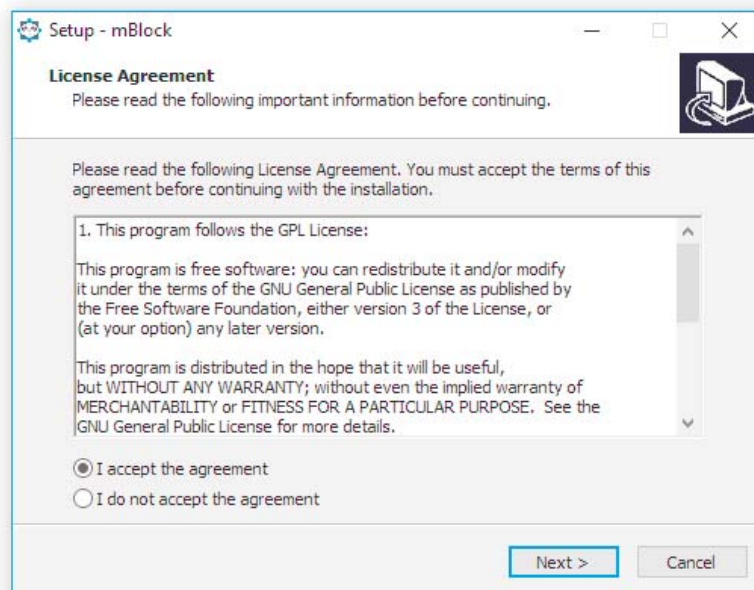 Setup - mBlock
License Agreement
Please read the following important information before continuing.
Please read the following License Agreement. You must accept the terms of this
agreement before continuing with the installation.
1. This program follows the GPL License:
This program is free software: you can redistribute it and/or modify
it under the terms of the GNU General Public License as published by
the Free Software Foundation, either version 3 of the License, or
(at your option) any later version.
This program is distributed in the hope that it will be useful,
but WITHOUT ANY WARRANTY; without even the implied warranty of
MERCHANTABILITY or FITNESS FOR A PARTICULAR PURPOSE.  See the
GNU General Public License for more details.
I accept the agreement
I do not accept the agreement
Next >
Cancel